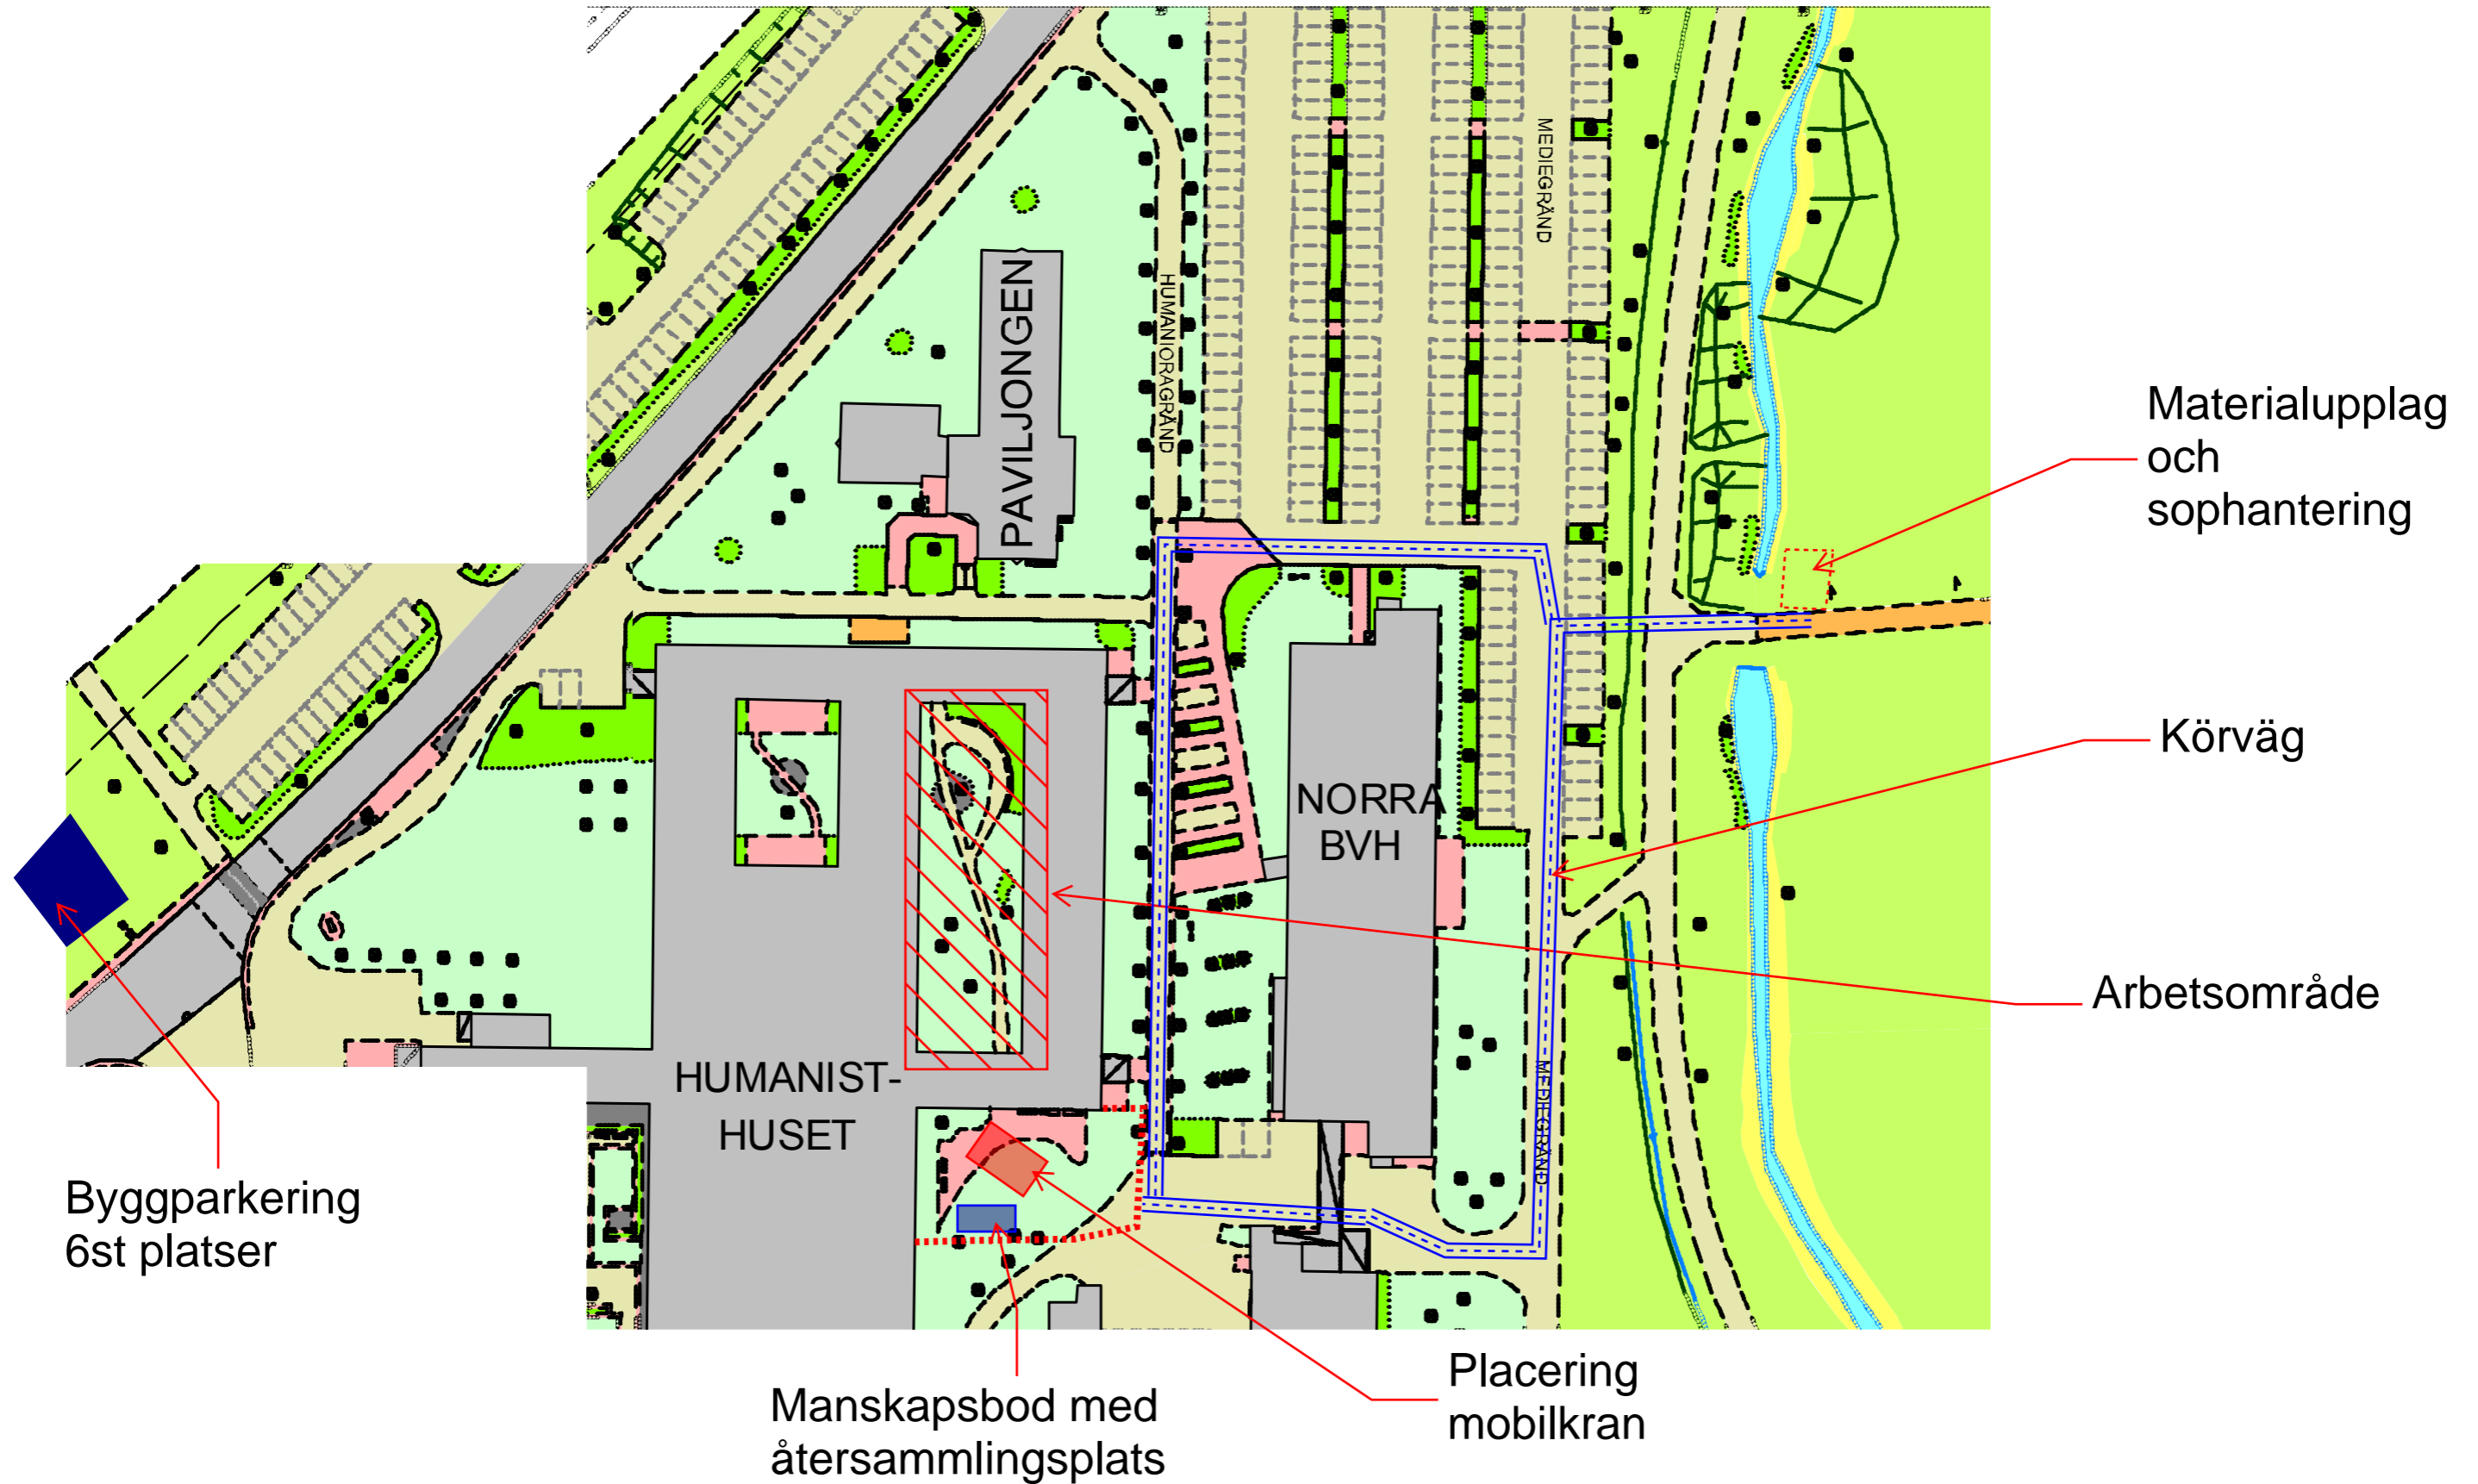 MEDIEGRÄND
HUMANIORAGRÄND
PAVILJONGEN
Materialupplag
och
sophantering
Körväg
NORRA
BVH
Arbetsområde
HUMANIST-
HUSET
MEDIEGRÄND
Byggparkering
6st platser
Placering
mobilkran
Manskapsbod med
återsammlingsplats